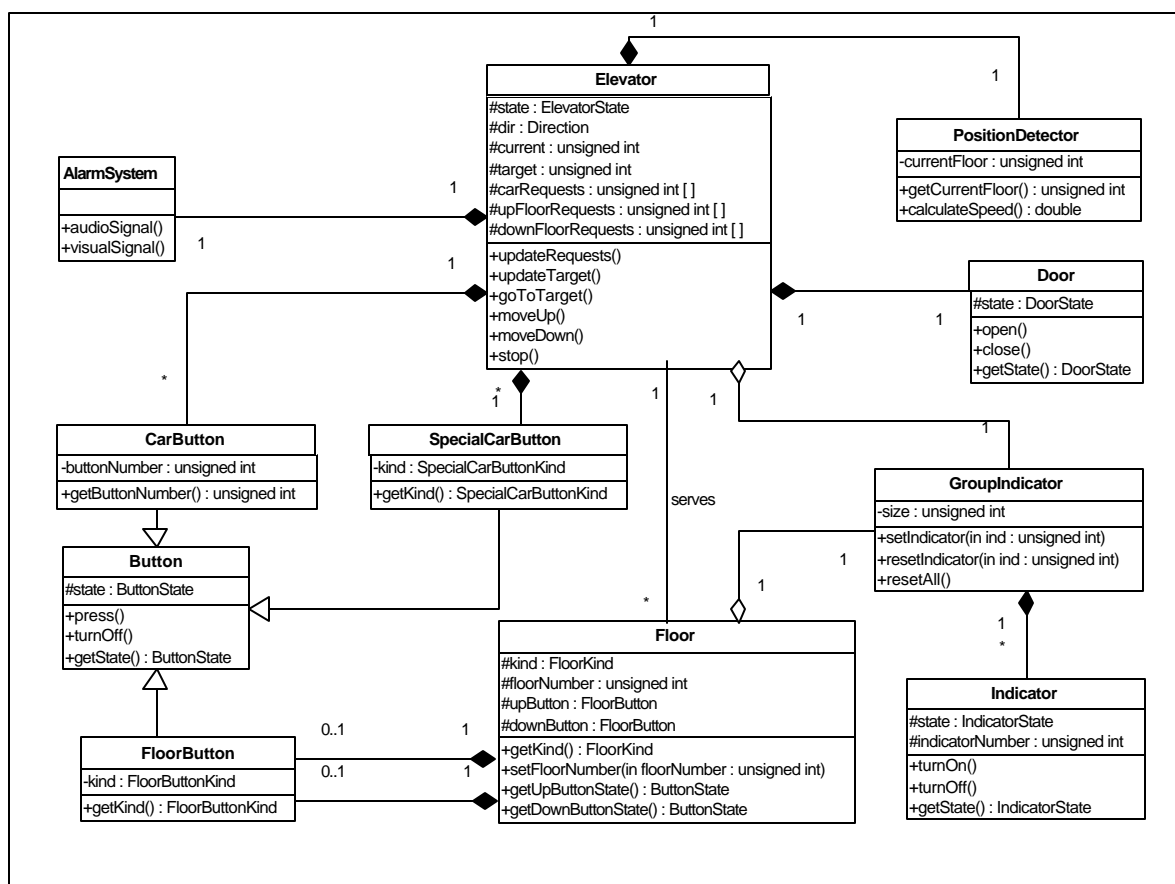 1
Elevator
#state : ElevatorState
#dir : Direction
#current : unsigned int
#target : unsigned int
#carRequests : unsigned int [ ]
#upFloorRequests : unsigned int [ ]
#downFloorRequests : unsigned int [ ]
+updateRequests()
+updateTarget()
+goToTarget()
+moveUp()
+moveDown()
+stop()
1
PositionDetector
-currentFloor : unsigned int
+getCurrentFloor() : unsigned int
+calculateSpeed() : double
AlarmSystem
+audioSignal()
+visualSignal()
1
1
1
*
Door
#state : DoorState
+open()
+close()
+getState() : DoorState
1
1
*
1
1
1
1
CarButton
-buttonNumber : unsigned int
+getButtonNumber() : unsigned int
SpecialCarButton
-kind : SpecialCarButtonKind
+getKind() : SpecialCarButtonKind
serves
GroupIndicator
-size : unsigned int
+setIndicator(in ind : unsigned int)
+resetIndicator(in ind : unsigned int)
+resetAll()
Button
#state : ButtonState
+press()
+turnOff()
+getState() : ButtonState
1
1
*
1
*
Floor
#kind : FloorKind
#floorNumber : unsigned int
#upButton : FloorButton
#downButton : FloorButton
+getKind() : FloorKind
+setFloorNumber(in floorNumber : unsigned int)
+getUpButtonState() : ButtonState
+getDownButtonState() : ButtonState
Indicator
#state : IndicatorState
#indicatorNumber : unsigned int
+turnOn()
+turnOff()
+getState() : IndicatorState
0..1
1
0..1
1
FloorButton
-kind : FloorButtonKind
+getKind() : FloorButtonKind